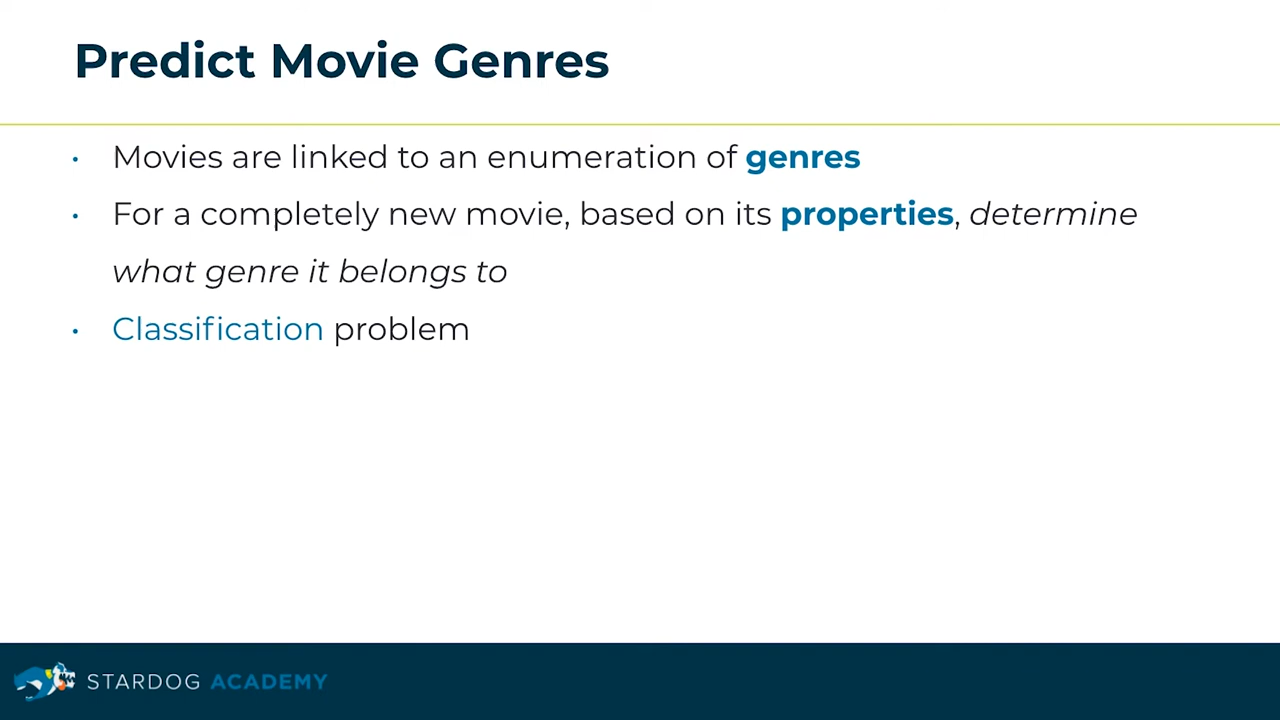 Predict Movie Genres
• Movies are linked to an enumeration of genres
• For a completely new movie, based on its properties, determine
what genre it belongs to
• Classification problem
STARDOG ACADEMY